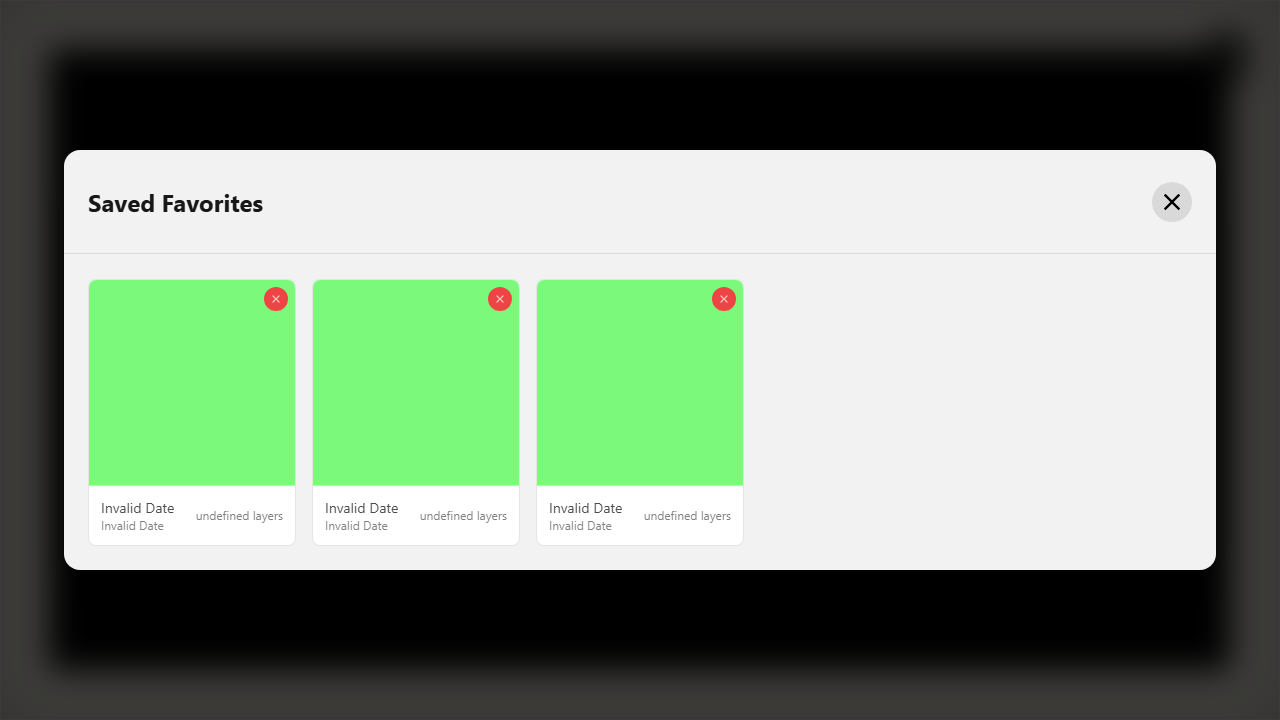 Saved Favorites
Invalid Date
Invalid Date
undefined layers
Invalid Date
Invalid Date
undefined layers
Invalid Date
Invalid Date
undefined layers